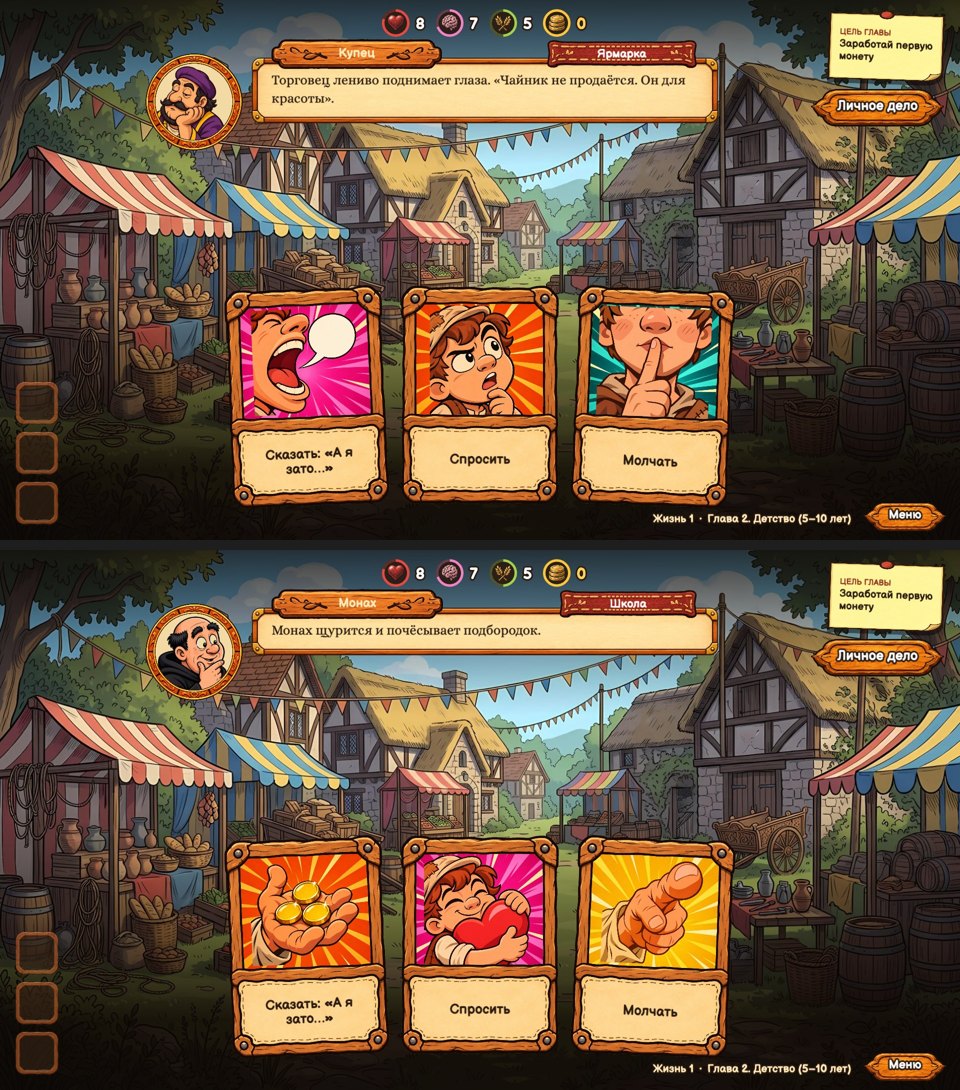 8 7 5 0
ЦЕЛЬ ГЛАВЫ
Заработай первую
монету
Личное дело
Купец
Ярмарка
Торговец лениво поднимает глаза. «Чайник не продаётся. Он для
красоты».
Сказать: «А я
зато...»
Спросить
Молчать
Жизнь 1 · Глава 2. Детство (5–10 лет)
Меню
8 7 5 0
ЦЕЛЬ ГЛАВЫ
Заработай первую
монету
Личное дело
Монах
Школа
Монах щурится и почёсывает подбородок.
Сказать: «А я
зато...»
Спросить
Молчать
Жизнь 1 · Глава 2. Детство (5–10 лет)
Меню